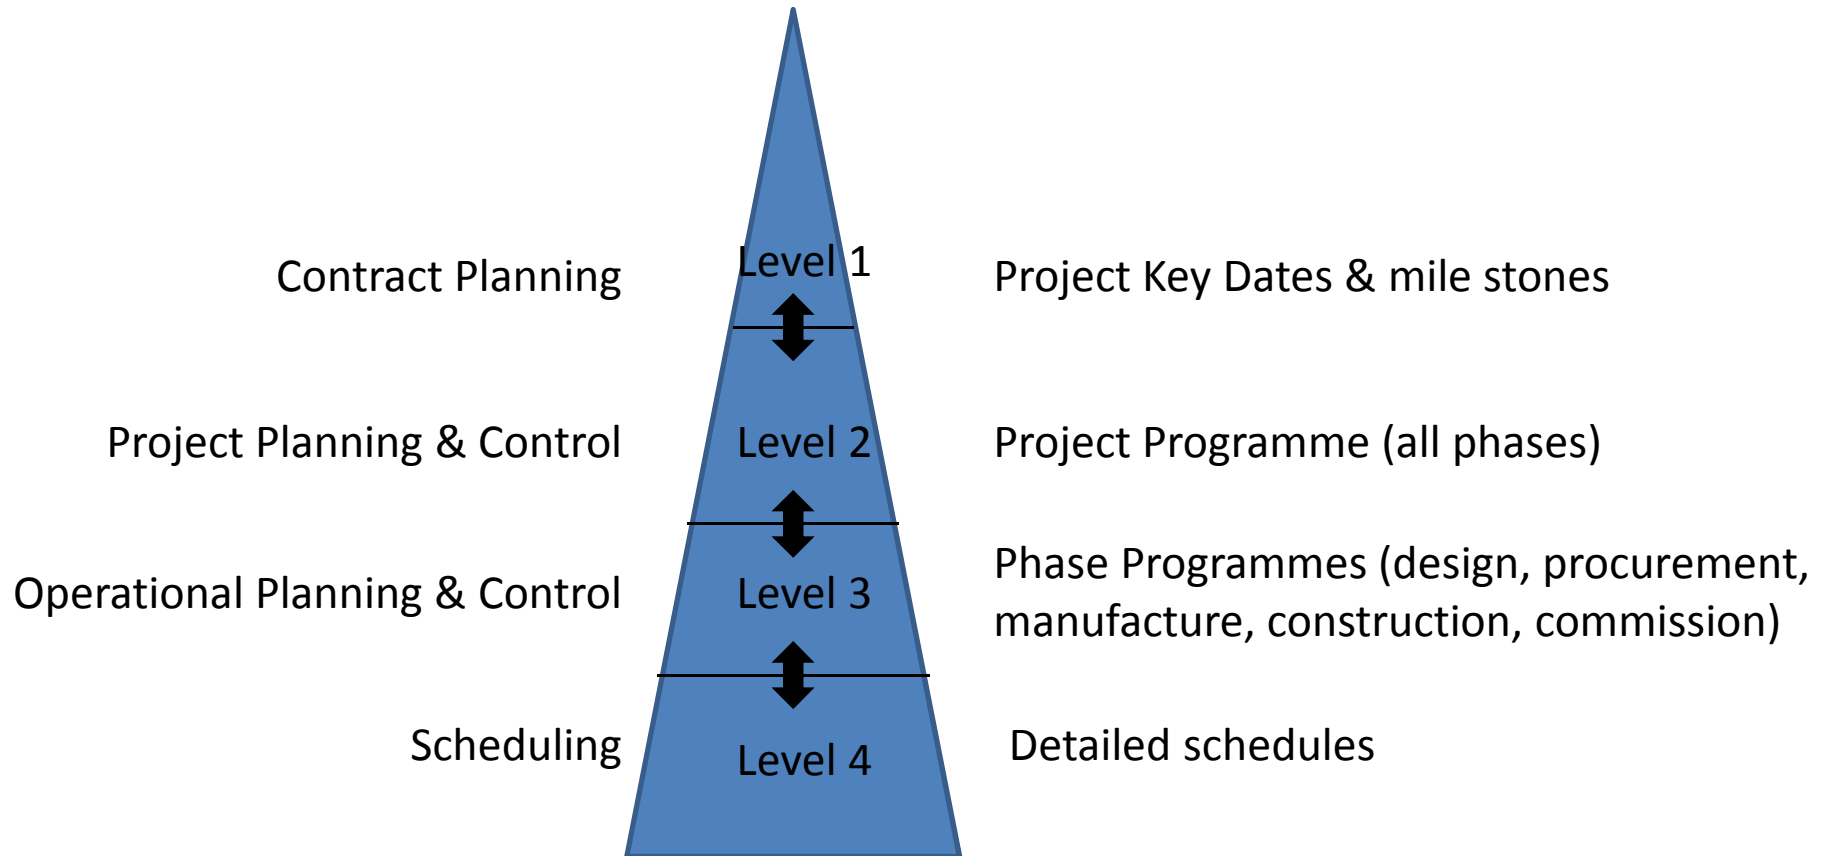 Contract Planning
Level 1
Project Key Dates & mile stones
Project Planning & Control
Level 2
Project Programme (all phases)
Operational Planning & Control
Level 3
Phase Programmes (design, procurement,
manufacture, construction, commission)
Scheduling
Level 4
Detailed schedules